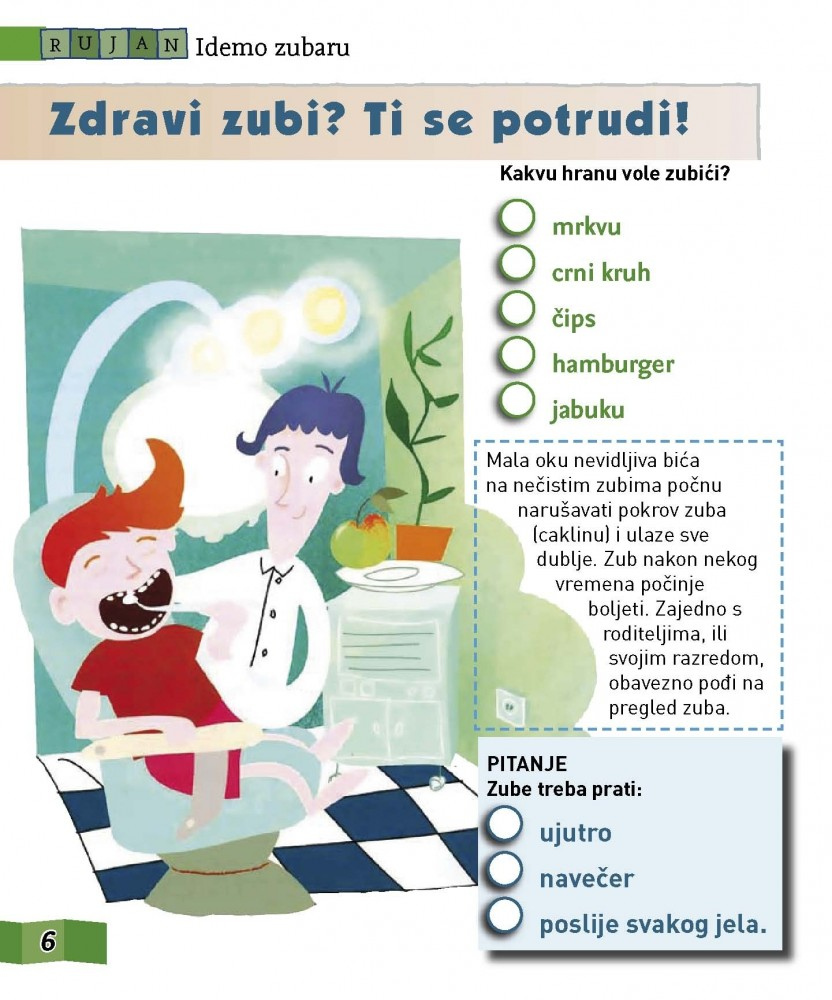 RUJAN Idemo zubaru
Zdravi zubi? Ti se potrudi!
Kakvu hranu vole zubići?
mrkvu
crni kruh
čips
hamburger
jabuku
Mala oku nevidljiva bića
na nečistim zubima počnu
narušavati pokrov zuba
(caklinu) i ulaze sve
dublje. Zub nakon nekog
vremena počinje
boljeti. Zajedno s
roditeljima, ili
svojim razredom,
obavezno pođi na
pregled zuba.
PITANJE
Zube treba prati:
ujutro
navečer
poslije svakog jela.
6